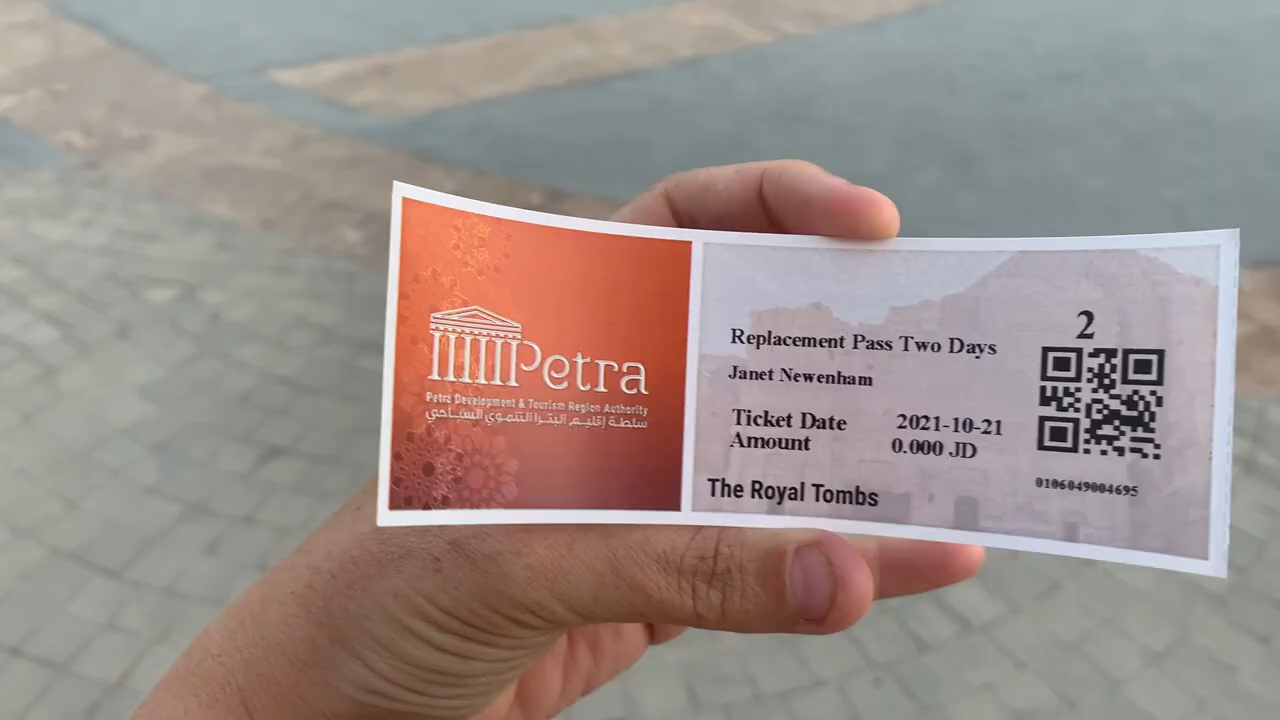 Petra
Petra Development & Tourism Region Authority
سلطة إقليم البترا التنموي السياحي
2
Replacement Pass Two Days
Janet Newenham
Ticket Date 2021-10-21
Amount 0.000 JD
0106049004695
The Royal Tombs